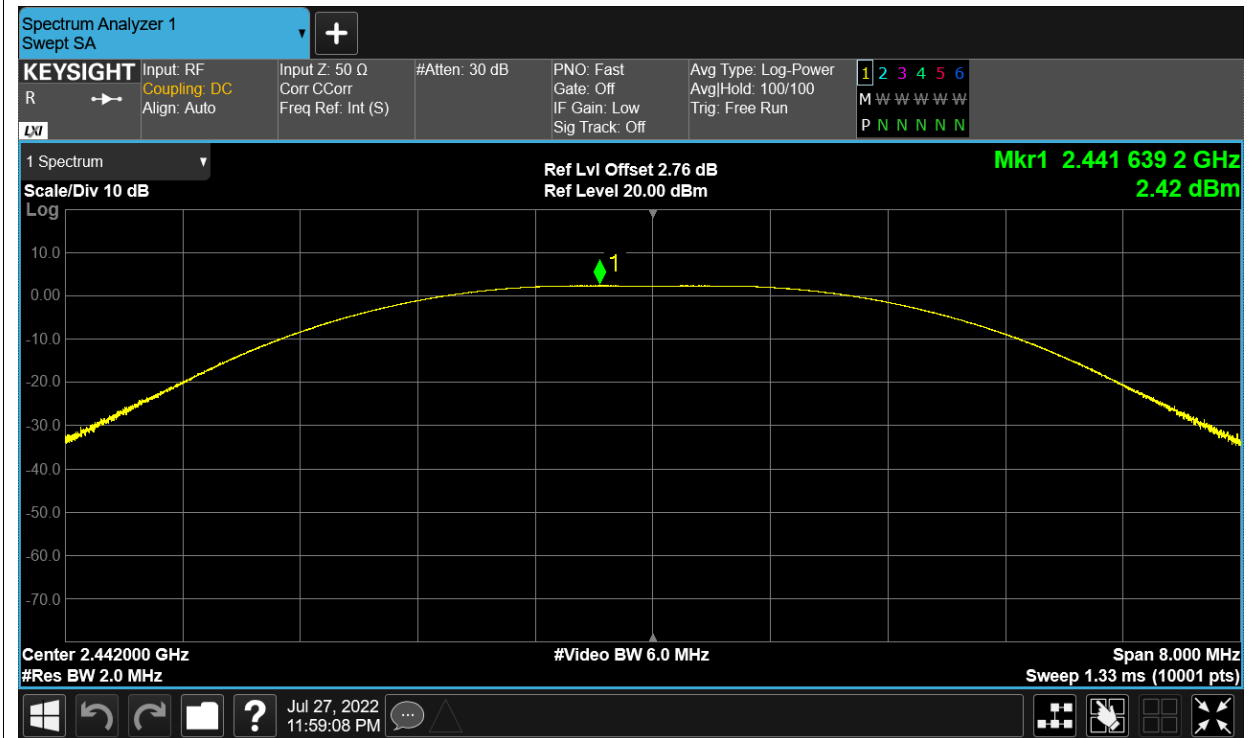 Spectrum Analyzer 1
Swept SA
KEYSIGHT
R
LXI
Input: RF
Coupling: DC
Align: Auto
Input Z: 50 Ω
Corr CCorr
Freq Ref: Int (S)
#Atten: 30 dB
PNO: Fast
Gate: Off
IF Gain: Low
Sig Track: Off
Avg Type: Log-Power
Avg|Hold: 100/100
Trig: Free Run
1 2 3 4 5 6
M W W W W W
P N N N N N
1 Spectrum
Scale/Div 10 dB
Log
Ref Lvl Offset 2.76 dB
Ref Level 20.00 dBm
Mkr1 2.441 639 2 GHz
2.42 dBm
10.0
0.00
-10.0
-20.0
-30.0
-40.0
-50.0
-60.0
-70.0
1
Center 2.442000 GHz
#Res BW 2.0 MHz
#Video BW 6.0 MHz
Span 8.000 MHz
Sweep 1.33 ms (10001 pts)
?
Jul 27, 2022
11:59:08 PM